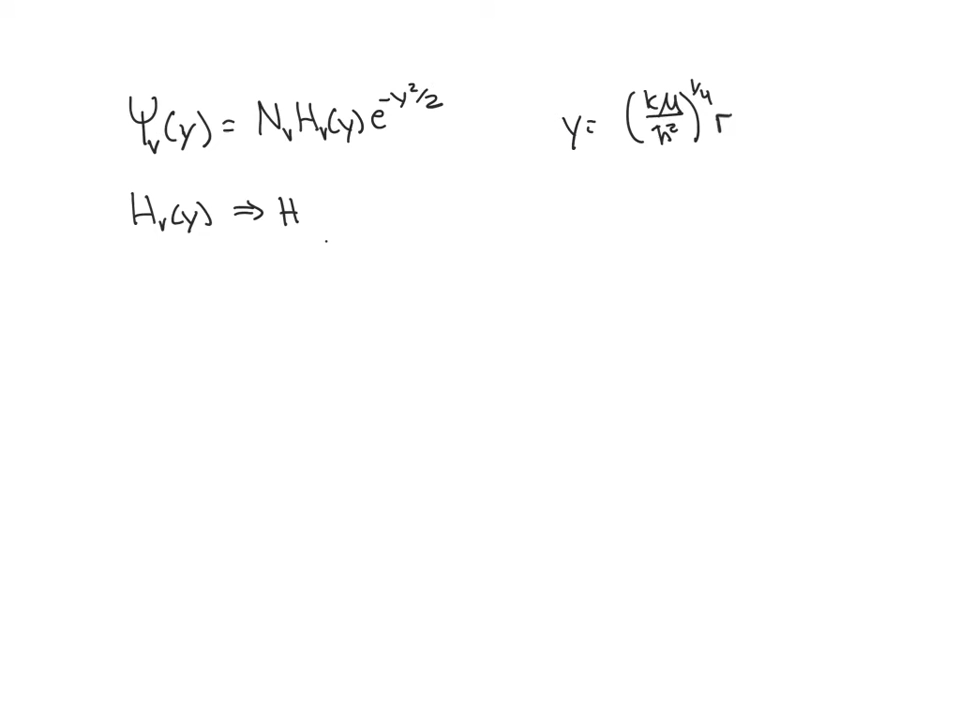 Ψᵥ(y) = NᵥHᵥ(y)e^(-y²/2) y = (kμ/ħ²)^(1/4) r
Hᵥ(y) ⇒ H